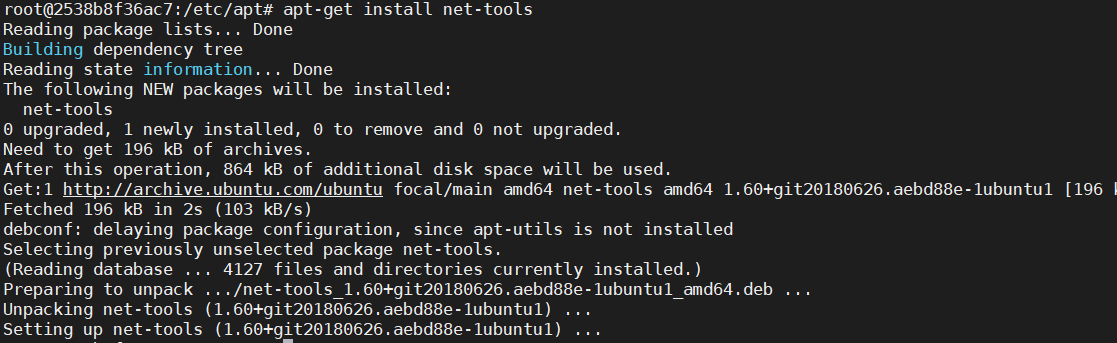 root@2538b8f36ac7:/etc/apt# apt-get install net-tools
Reading package lists... Done
Building dependency tree
Reading state information... Done
The following NEW packages will be installed:
  net-tools
0 upgraded, 1 newly installed, 0 to remove and 0 not upgraded.
Need to get 196 kB of archives.
After this operation, 864 kB of additional disk space will be used.
Get:1 http://archive.ubuntu.com/ubuntu focal/main amd64 net-tools amd64 1.60+git20180626.aebd88e-1ubuntu1 [196
Fetched 196 kB in 2s (103 kB/s)
debconf: delaying package configuration, since apt-utils is not installed
Selecting previously unselected package net-tools.
(Reading database ... 4127 files and directories currently installed.)
Preparing to unpack .../net-tools_1.60+git20180626.aebd88e-1ubuntu1_amd64.deb ...
Unpacking net-tools (1.60+git20180626.aebd88e-1ubuntu1) ...
Setting up net-tools (1.60+git20180626.aebd88e-1ubuntu1) ...